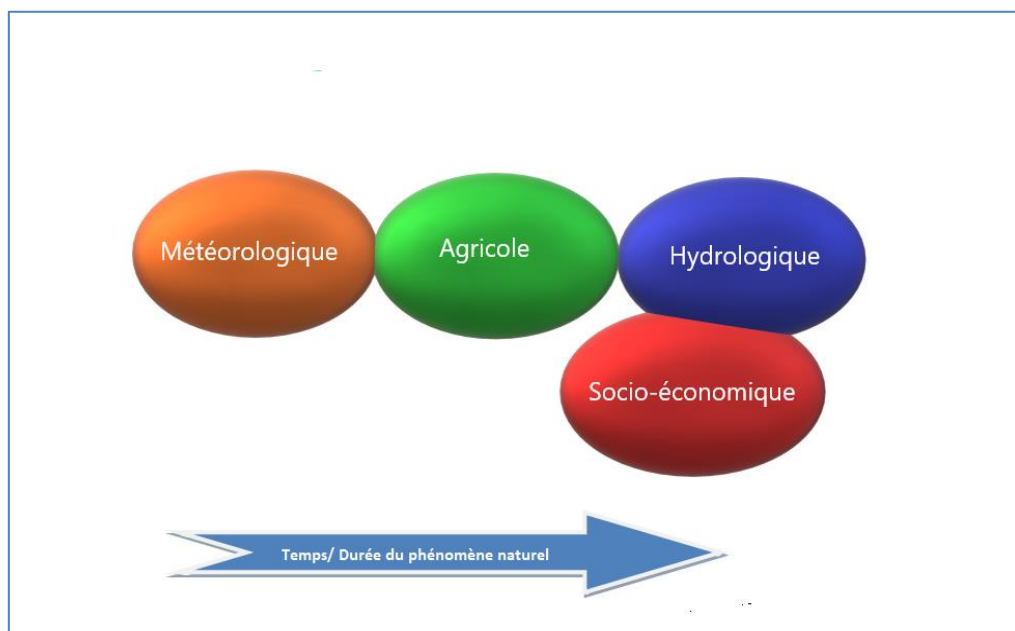 Météorologique
Agricole
Hydrologique
Socio-économique
Temps/ Durée du phénomène naturel